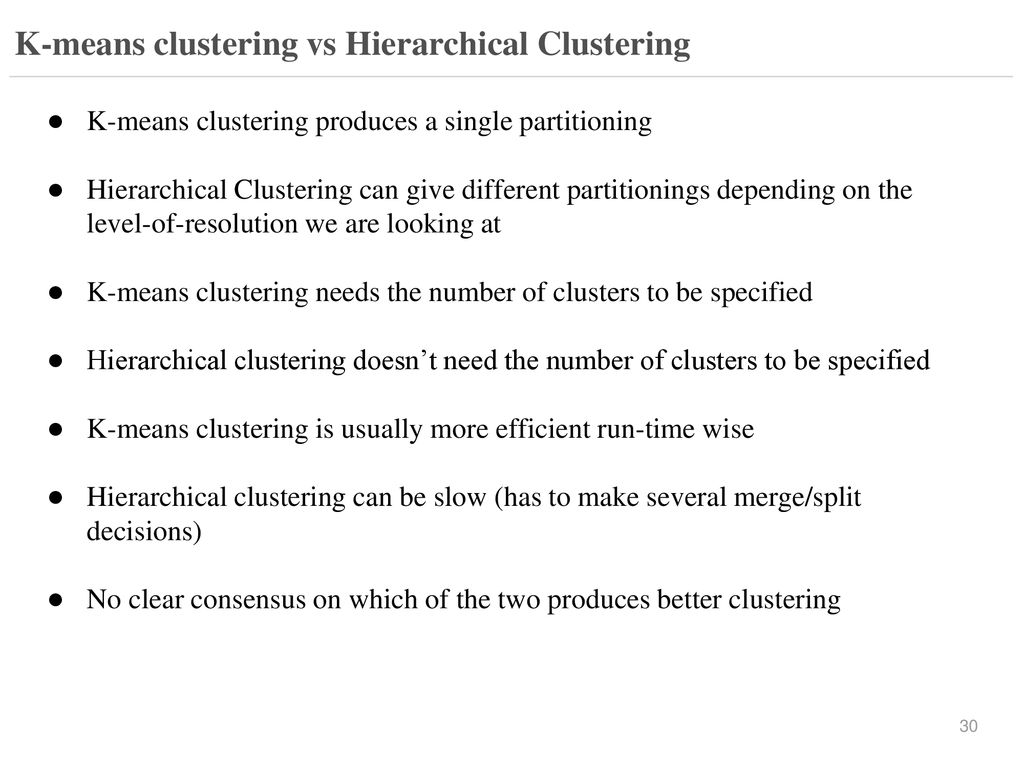 K-means clustering vs Hierarchical Clustering
● K-means clustering produces a single partitioning
● Hierarchical Clustering can give different partitionings depending on the
level-of-resolution we are looking at
● K-means clustering needs the number of clusters to be specified
● Hierarchical clustering doesn’t need the number of clusters to be specified
● K-means clustering is usually more efficient run-time wise
● Hierarchical clustering can be slow (has to make several merge/split
decisions)
● No clear consensus on which of the two produces better clustering
30